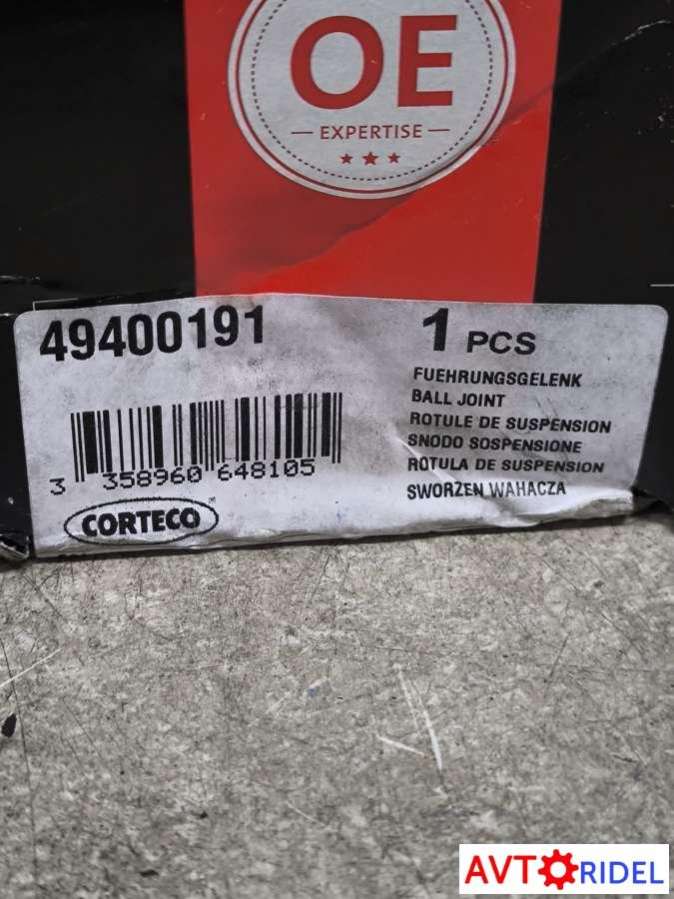 OE
EXPERTISE
49400191
1 PCS
FUEHRUNGSGELENK
BALL JOINT
ROTULE DE SUSPENSION
SNODO SOSPENSIONE
ROTULA DE SUSPENSION
SWORZEN WAHACZA
3 358960 648105
CORTECO
AVTORIDEL